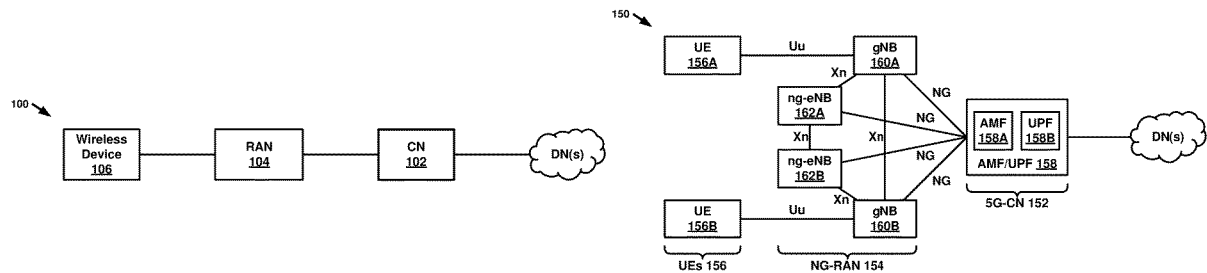 100
Wireless
Device
106
RAN
104
CN
102
DN(s)
150
UE
156A
Uu
gNB
160A
Xn
NG
ng-eNB
162A
NG
Xn
Xn
AMF
158A
UPF
158B
AMF/UPF 158
DN(s)
ng-eNB
162B
NG
NG
Xn
5G-CN 152
UE
156B
Uu
gNB
160B
UEs 156
NG-RAN 154